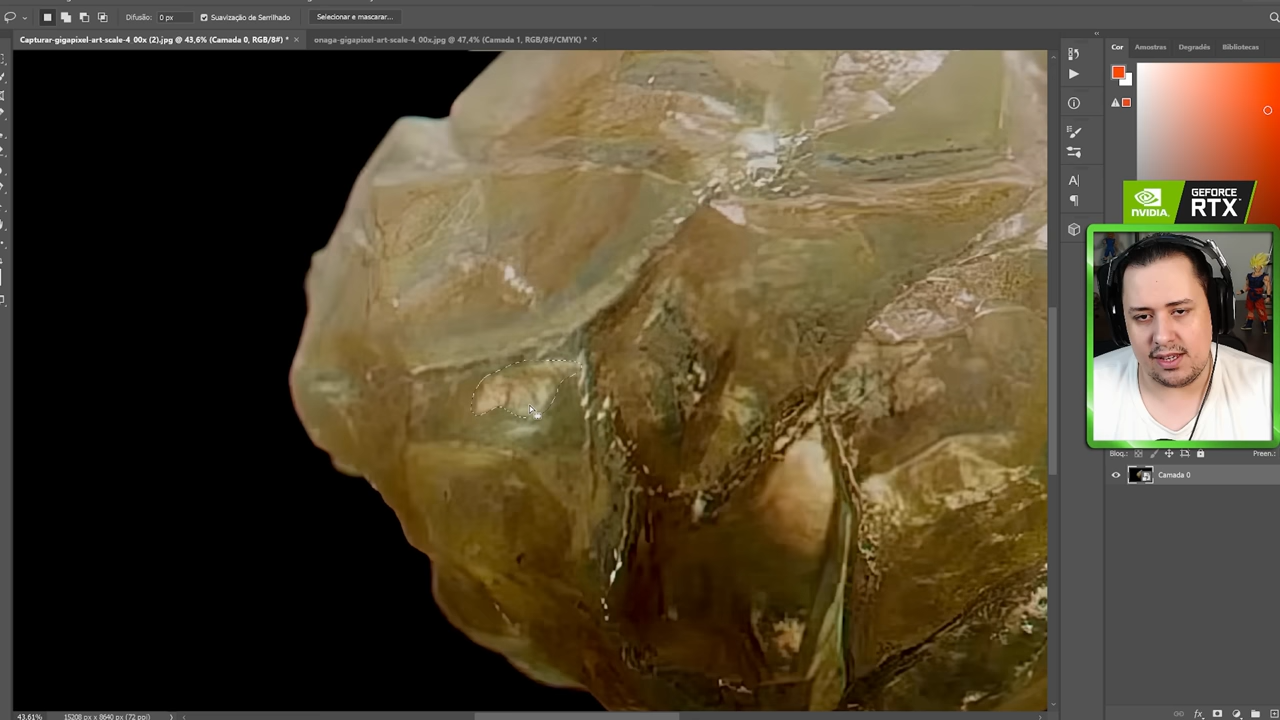 Difusão: 0 px Suavização de Serrilhado Selecionar e mascarar...
Capturar-gigapixel-art-scale-4 00x (2).jpg @ 43,6% (Camada 0, RGB/8#) * ×
onaga-gigapixel-art-scale-4 00x.jpg @ 47,4% (Camada 1, RGB/8#/CMYK) * ×
Cor Amostras Degradês Bibliotecas
A
NVIDIA.
GEFORCE
RTX
Bloq.: Preen.:
Camada 0
fx
43,61% 15208 px x 8640 px (72 ppi)